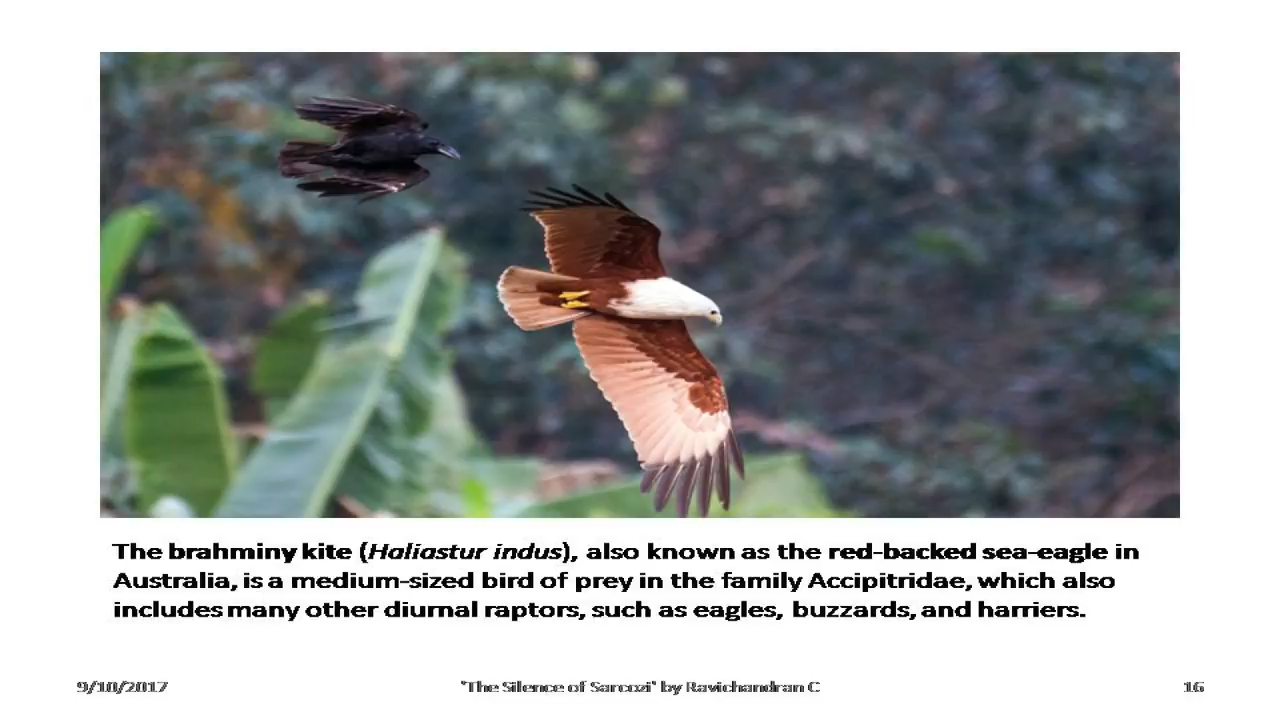 The brahminy kite (Haliastur indus), also known as the red-backed sea-eagle in
Australia, is a medium-sized bird of prey in the family Accipitridae, which also
includes many other diurnal raptors, such as eagles, buzzards, and harriers.
9/10/2017 'The Silence of Sarcozi' by Ravichandran C 16